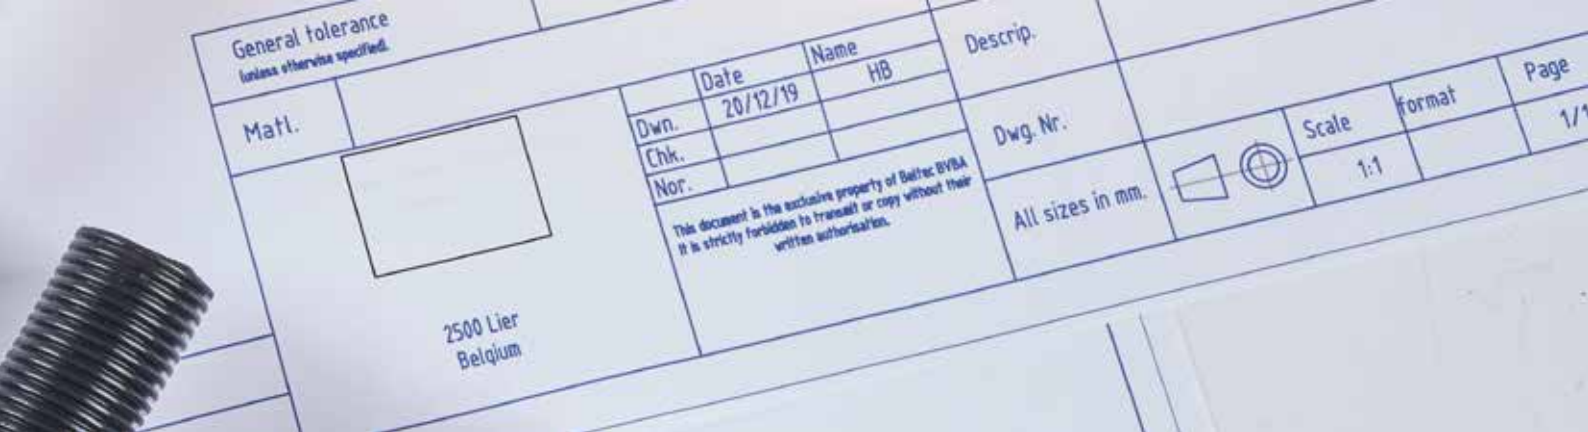 General tolerance
(unless otherwise specified).
Matl.
Date
Name
Dwn.
20/12/19
HB
Chk.
Nor.
This document is the exclusive property of Beltec BVBA
It is strictly forbidden to transmit or copy without their
written authorisation.
2500 Lier
Belgium
Descrip.
Dwg. Nr.
All sizes in mm.
Scale
1:1
format
Page
1/1